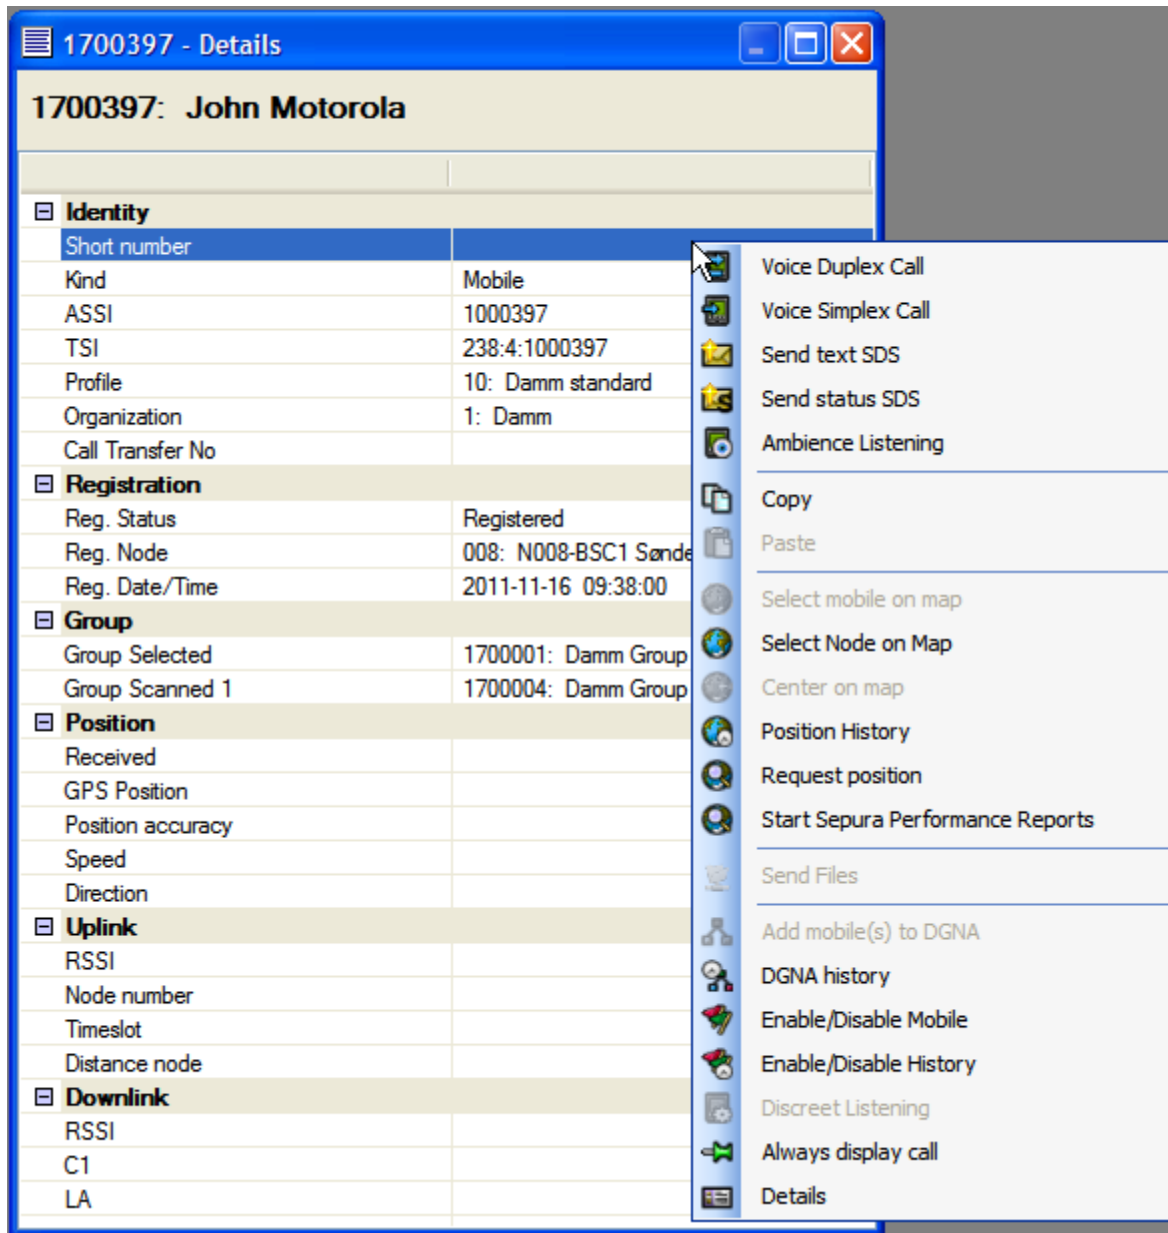 1700397 - Details
1700397: John Motorola
Identity
Short number
Kind Mobile
ASSI 1000397
TSI 238:4:1000397
Profile 10: Damm standard
Organization 1: Damm
Call Transfer No
Registration
Reg. Status Registered
Reg. Node 008: N008-BSC1 Sønde
Reg. Date/Time 2011-11-16 09:38:00
Group
Group Selected 1700001: Damm Group
Group Scanned 1 1700004: Damm Group
Position
Received
GPS Position
Position accuracy
Speed
Direction
Uplink
RSSI
Node number
Timeslot
Distance node
Downlink
RSSI
C1
LA
Voice Duplex Call
Voice Simplex Call
Send text SDS
Send status SDS
Ambience Listening
Copy
Paste
Select mobile on map
Select Node on Map
Center on map
Position History
Request position
Start Sepura Performance Reports
Send Files
Add mobile(s) to DGNA
DGNA history
Enable/Disable Mobile
Enable/Disable History
Discreet Listening
Always display call
Details